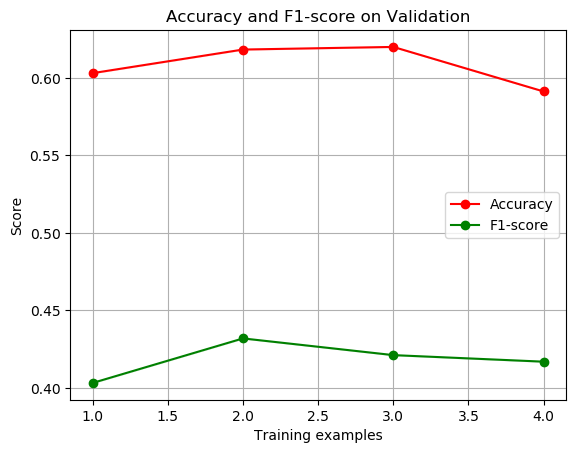 Accuracy and F1-score on Validation
Score
0.60
0.55
0.50
0.45
0.40
Accuracy
F1-score
1.0 1.5 2.0 2.5 3.0 3.5 4.0
Training examples